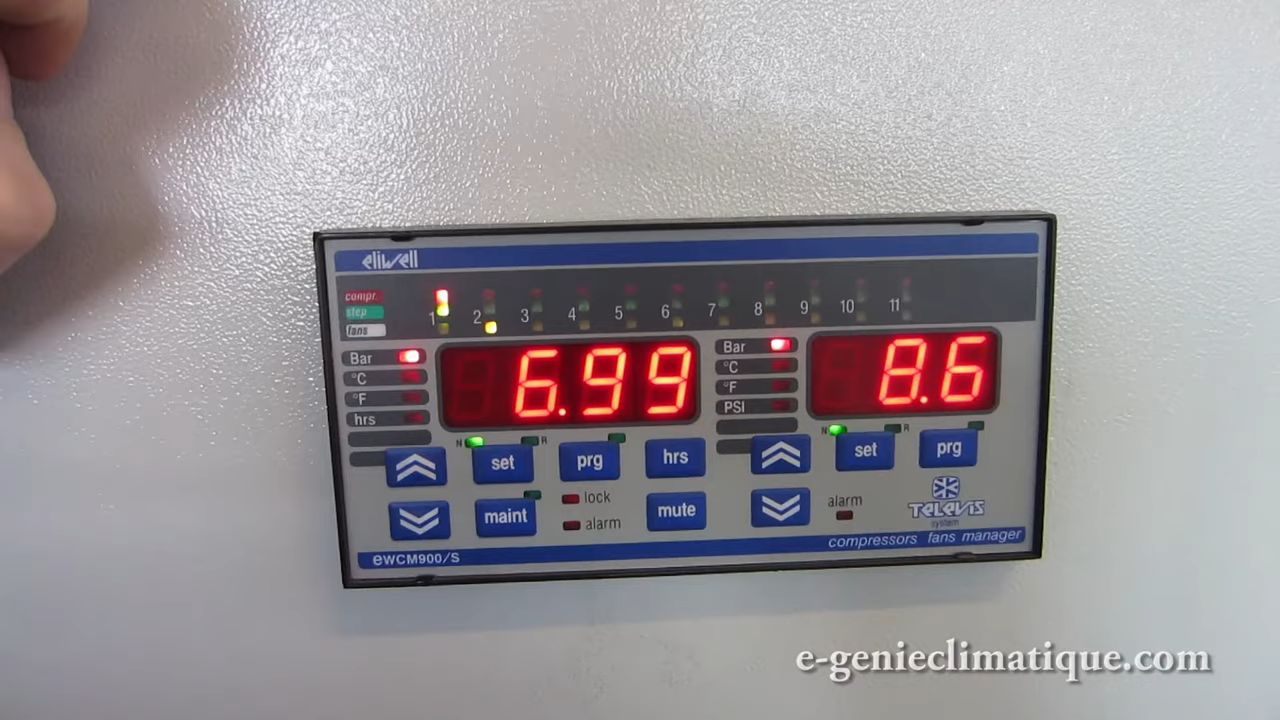 eliwell
compr.
step
fans
1 2 3 4 5 6 7 8 9 10 11
Bar
°C
°F
hrs
6.99
Bar
°C
°F
PSI
8.6
N R
set prg hrs
maint lock
alarm
mute
N R
set prg
alarm
TELEVIS
system
compressors fans manager
eWCM900/S
e-genieclimatique.com